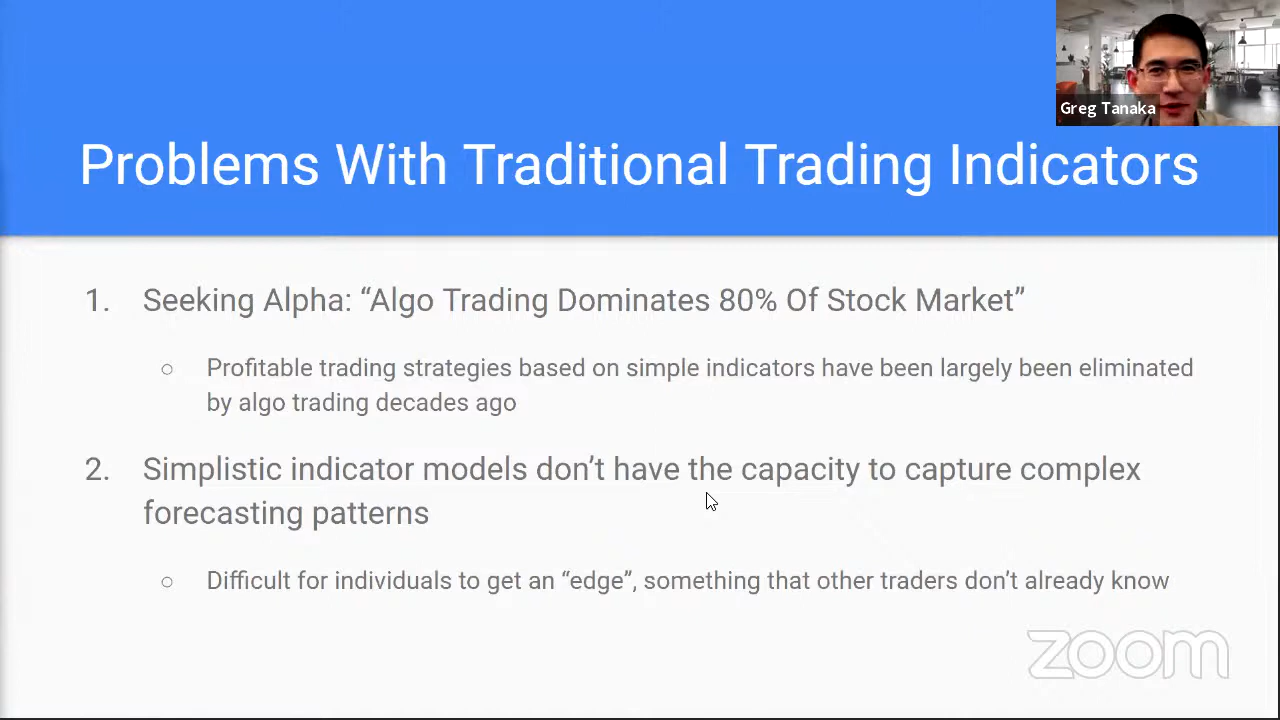 Greg Tanaka
Problems With Traditional Trading Indicators
1. Seeking Alpha: “Algo Trading Dominates 80% Of Stock Market”
○ Profitable trading strategies based on simple indicators have been largely been eliminated
by algo trading decades ago
2. Simplistic indicator models don’t have the capacity to capture complex
forecasting patterns
○ Difficult for individuals to get an “edge”, something that other traders don’t already know
zoom